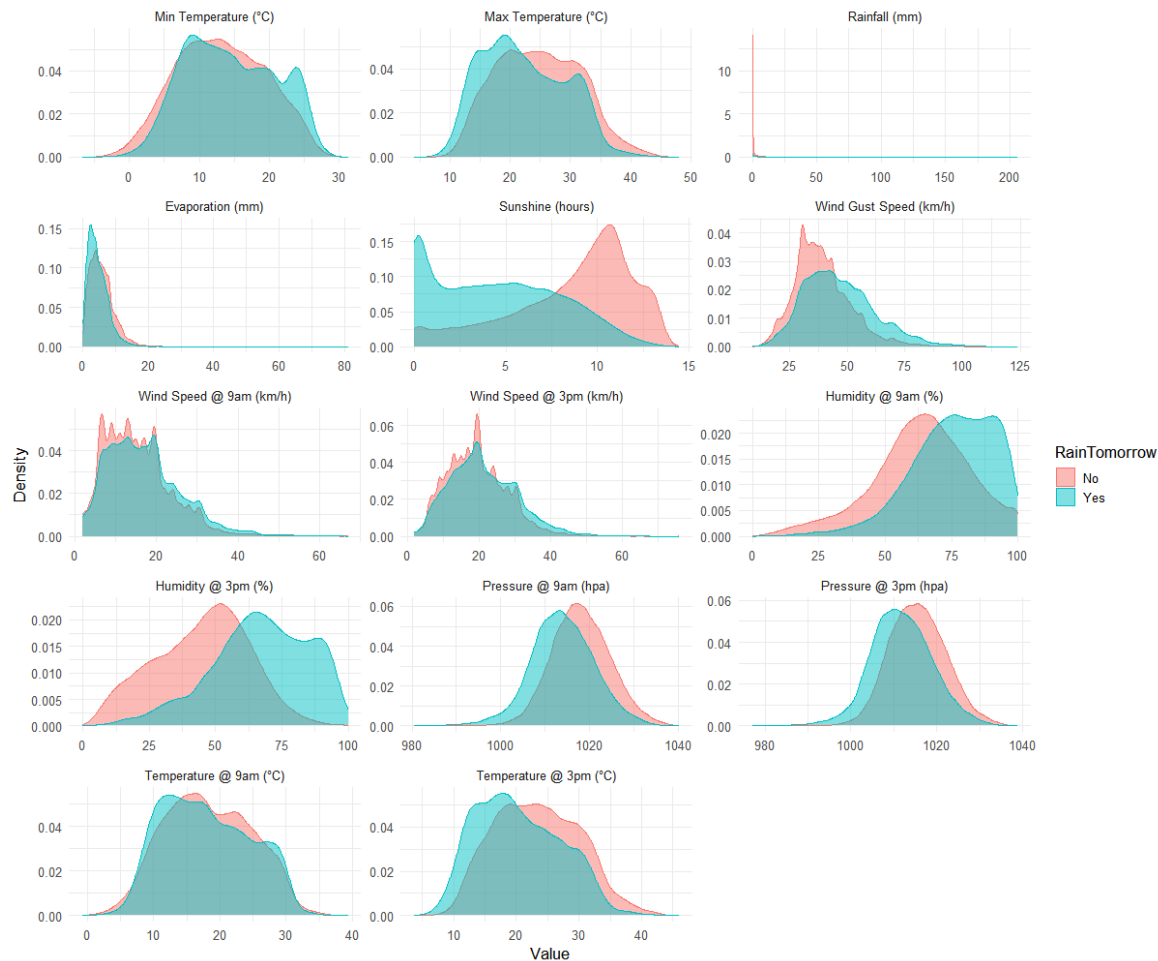 Min Temperature (°C) Max Temperature (°C) Rainfall (mm)
0.04 0.02 0.00
0 10 20 30
0.04 0.02 0.00
10 20 30 40 50
10 5 0
0 50 100 150 200
Evaporation (mm) Sunshine (hours) Wind Gust Speed (km/h)
0.15 0.10 0.05 0.00
0 20 40 60 80
0.15 0.10 0.05 0.00
0 5 10 15
0.04 0.03 0.02 0.01 0.00
25 50 75 100 125
Wind Speed @ 9am (km/h) Wind Speed @ 3pm (km/h) Humidity @ 9am (%)
0.04 0.02 0.00
0 20 40 60
0.06 0.04 0.02 0.00
0 20 40 60
0.020 0.015 0.010 0.005 0.000
0 25 50 75 100
Humidity @ 3pm (%) Pressure @ 9am (hpa) Pressure @ 3pm (hpa)
0.020 0.015 0.010 0.005 0.000
0 25 50 75 100
0.06 0.04 0.02 0.00
980 1000 1020 1040
0.06 0.04 0.02 0.00
980 1000 1020 1040
Temperature @ 9am (°C) Temperature @ 3pm (°C)
0.04 0.02 0.00
0 10 20 30 40
0.04 0.02 0.00
10 20 30 40
Density
Value
RainTomorrow
No
Yes